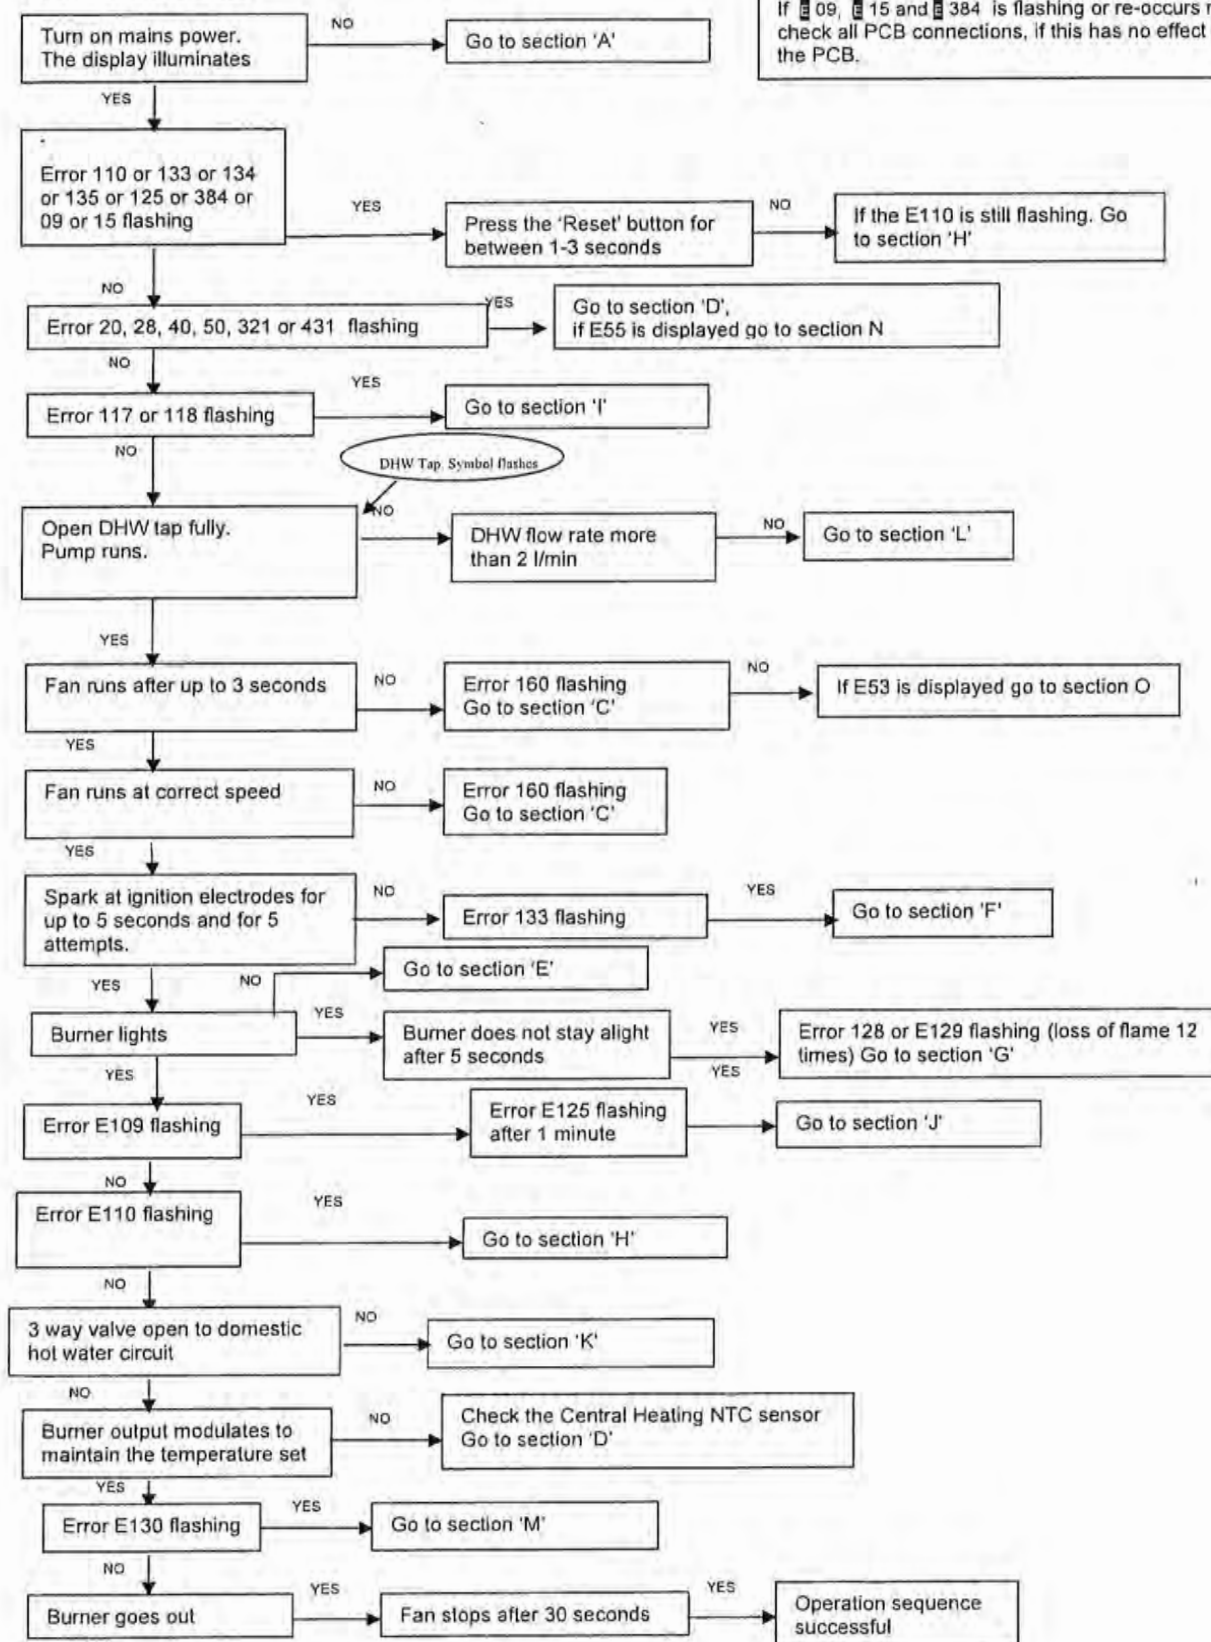 If E 09, E 15 and E 384 is flashing or re-occurs
check all PCB connections, if this has no effect
the PCB.
Turn on mains power.
The display illuminates
NO
Go to section 'A'
YES
Error 110 or 133 or 134
or 135 or 125 or 384 or
09 or 15 flashing
YES
Press the 'Reset' button for
between 1-3 seconds
NO
If the E110 is still flashing. Go
to section 'H'
NO
Error 20, 28, 40, 50, 321 or 431 flashing
YES
Go to section 'D',
if E55 is displayed go to section N
NO
Error 117 or 118 flashing
YES
Go to section 'I'
NO
DHW Tap. Symbol flashes
Open DHW tap fully.
Pump runs.
NO
DHW flow rate more
than 2 l/min
NO
Go to section 'L'
YES
Fan runs after up to 3 seconds
NO
Error 160 flashing
Go to section 'C'
NO
If E53 is displayed go to section O
YES
Fan runs at correct speed
NO
Error 160 flashing
Go to section 'C'
YES
Spark at ignition electrodes for
up to 5 seconds and for 5
attempts.
NO
Error 133 flashing
YES
Go to section 'F'
YES
NO
Go to section 'E'
Burner lights
YES
Burner does not stay alight
after 5 seconds
YES
YES
Error 128 or E129 flashing (loss of flame 12
times) Go to section 'G'
YES
Error E109 flashing
YES
Error E125 flashing
after 1 minute
Go to section 'J'
NO
Error E110 flashing
YES
Go to section 'H'
NO
3 way valve open to domestic
hot water circuit
NO
Go to section 'K'
NO
Burner output modulates to
maintain the temperature set
NO
Check the Central Heating NTC sensor
Go to section 'D'
YES
Error E130 flashing
YES
Go to section 'M'
NO
Burner goes out
YES
Fan stops after 30 seconds
YES
Operation sequence
successful